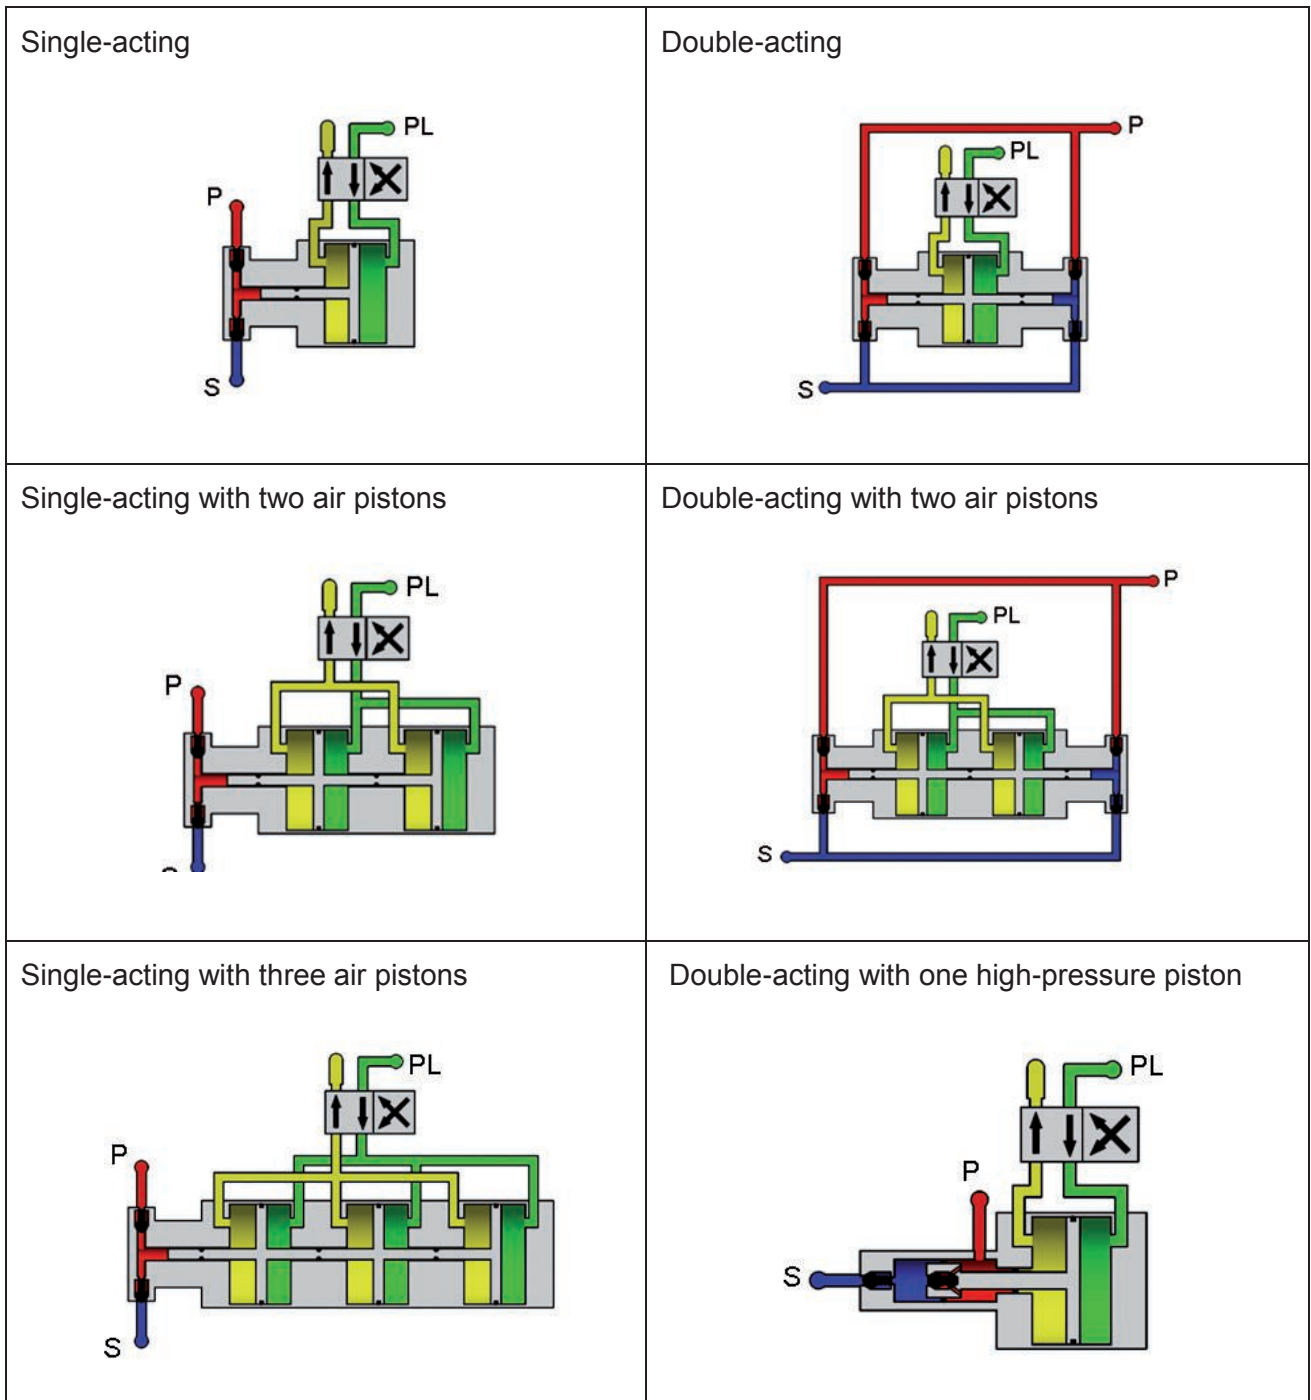 Single-acting
PL
P
S
Double-acting
P
PL
S
Single-acting with two air pistons
PL
P
Double-acting with two air pistons
P
PL
S
Single-acting with three air pistons
PL
P
S
Double-acting with one high-pressure piston
PL
P
S